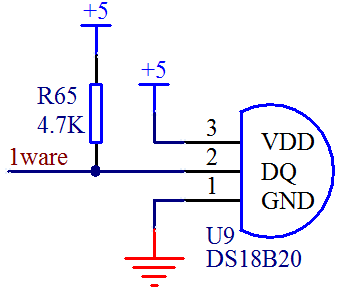 +5
+5
R65
4.7K
3
VDD
1ware
2
DQ
1
GND
U9
DS18B20